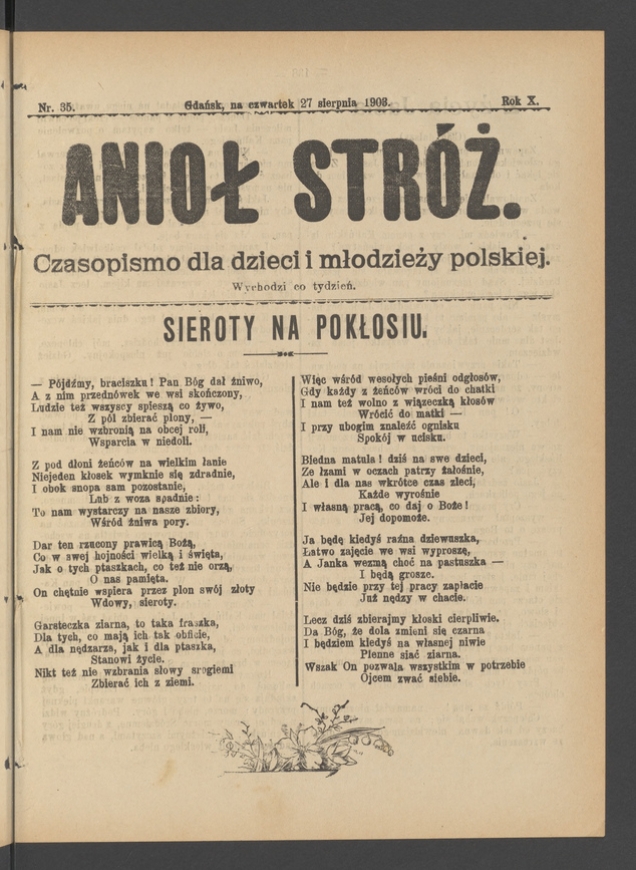 Nr. 35. Gdańsk, na czwartek 27 sierpnia 1903. Rok X.
ANIOŁ STRÓŻ.
Czasopismo dla dzieci i młodzieży polskiej.
Wychodzi co tydzień.
SIEROTY NA POKŁOSIU.
— Pójdźmy, braciszku! Pan Bóg dał żniwo,
A z nim przednówek we wsi skończony,
Ludzie też wszyscy spieszą co żywo,
Z pól zbierać plony, —
I nam nie wzbronią na obcej roli,
Wsparcia w niedoli.
Z pod dłoni żeńców na wielkim łanie
Niejeden kłosek wymknie się zdradnie,
I obok snopa sam pozostanie,
Lub z woza spadnie:
To nam wystarczy na nasze zbiory,
Wśród żniwa pory.
Dar ten rzucony prawicą Bożą,
Co w swej hojności wielką i święta,
Jak o tych ptaszkach, co też nie orzą,
O nas pamięta.
On chętnie wspiera przez plon swój złoty
Wdowy, sieroty.
Garsteczka ziarna, to taka fraszka,
Dla tych, co mają ich tak obficie,
A dla nędzarza, jak i dla ptaszka,
Stanowi życie.
Nikt też nie wzbrania słowy srogiemi
Zbierać ich z ziemi.
Więc wśród wesołych pieśni odgłosów,
Gdy każdy z żeńców wróci do chatki
I nam też wolno z wiązeczką kłosów
Wrócić do matki —
I przy ubogim znaleźć ognisku
Spokój w ucisku.
Biedna matula! dziś na swe dzieci,
Ze łzami w oczach patrzy żałośnie,
Ale i dla nas wkrótce czas zleci,
Każde wyrośnie
I własną pracą, co daj o Boże!
Jej dopomoże.
Ja będę kiedyś raźna dziewuszka,
Łatwo zajęcie we wsi wyproszę,
A Janka wezmą choć na pastuszka —
I będą grosze.
Nie będzie przy tej pracy zapłacie
Już nędzy w chacie.
Lecz dziś zbierajmy kłoski cierpliwie.
Da Bóg, że dola zmieni się czarna
I będziem kiedyś na własnej niwie
Plenne siać ziarna.
Wszak On pozwala wszystkim w potrzebie
Ojcem zwać siebie.